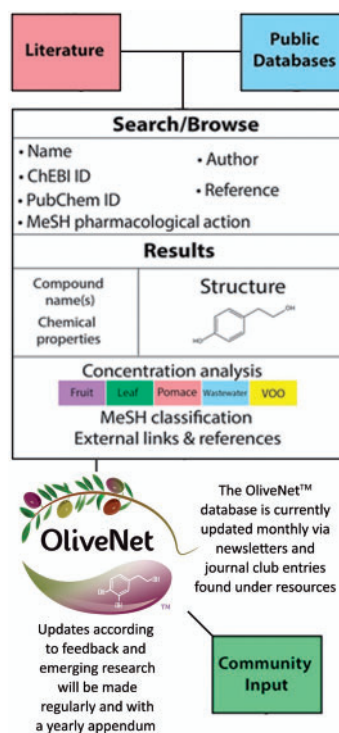 Literature
Public
Databases
Search/Browse
• Name
• ChEBI ID
• PubChem ID
• MeSH pharmacological action
• Author
• Reference
Results
Compound
name(s)
Chemical
properties
Structure
HO
OH
Concentration analysis
Fruit Leaf Pomace Wastewater VOO
MeSH classification
External links & references
OliveNet
TM
The OliveNet™
database is currently
updated monthly via
newsletters and
journal club entries
found under resources
Updates according
to feedback and
emerging research
will be made
regularly and with
a yearly appendum
Community
Input